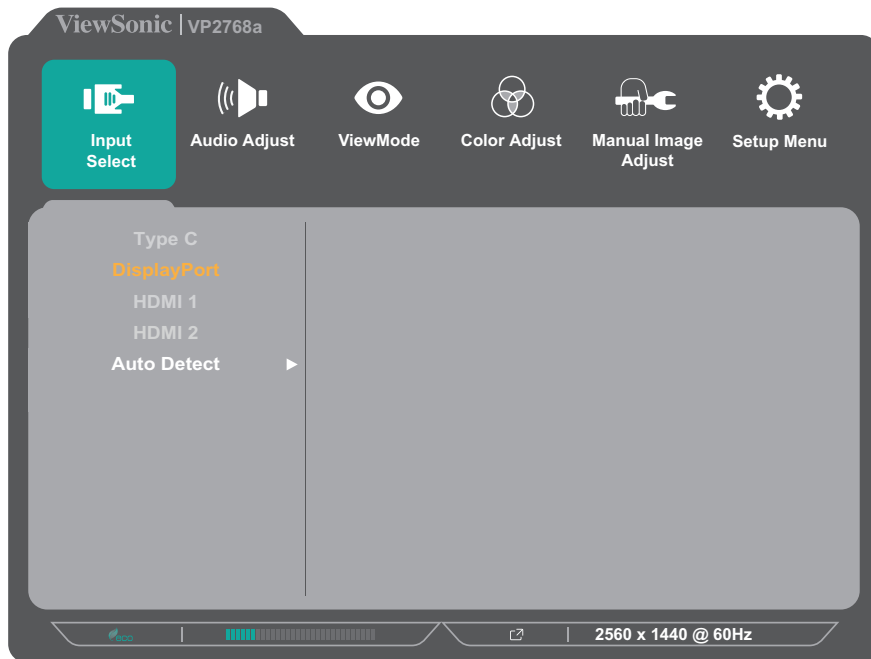 ViewSonic | VP2768a
Input Select
Audio Adjust
ViewMode
Color Adjust
Manual Image Adjust
Setup Menu
Type C
DisplayPort
HDMI 1
HDMI 2
Auto Detect
eco
2560 x 1440 @ 60Hz